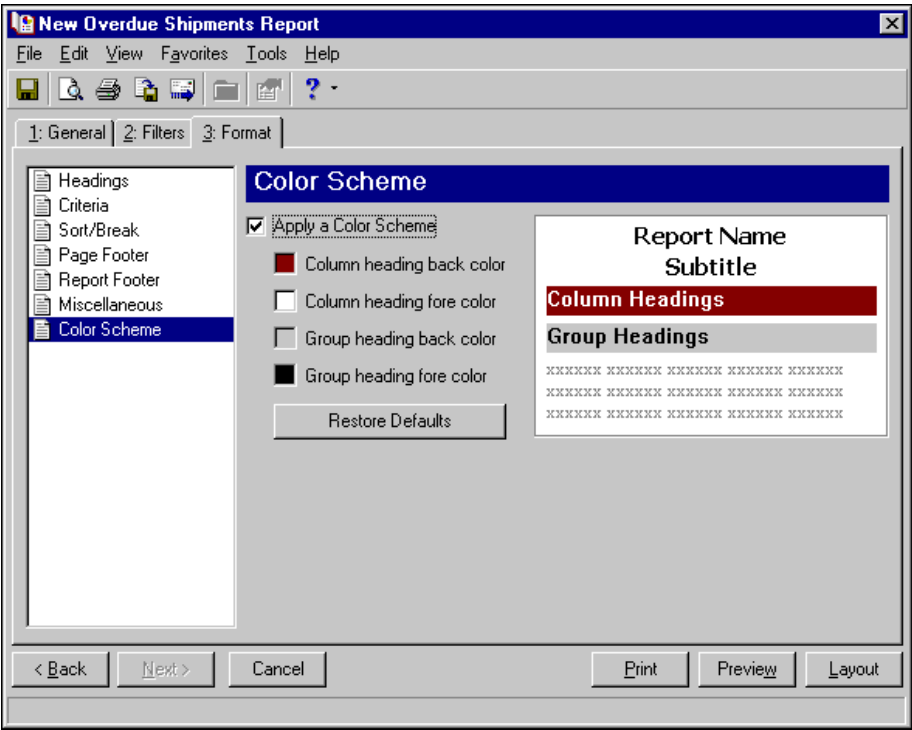 New Overdue Shipments Report
File Edit View Favorites Tools Help
1: General 2: Filters 3: Format
Headings
Criteria
Sort/Break
Page Footer
Report Footer
Miscellaneous
Color Scheme
Color Scheme
Apply a Color Scheme
Column heading back color
Column heading fore color
Group heading back color
Group heading fore color
Restore Defaults
Report Name
Subtitle
Column Headings
Group Headings
xxxxxx xxxxxx xxxxxx xxxxxx xxxxxx
xxxxxx xxxxxx xxxxxx xxxxxx xxxxxx
xxxxxx xxxxxx xxxxxx xxxxxx xxxxxx
< Back Next > Cancel Print Preview Layout